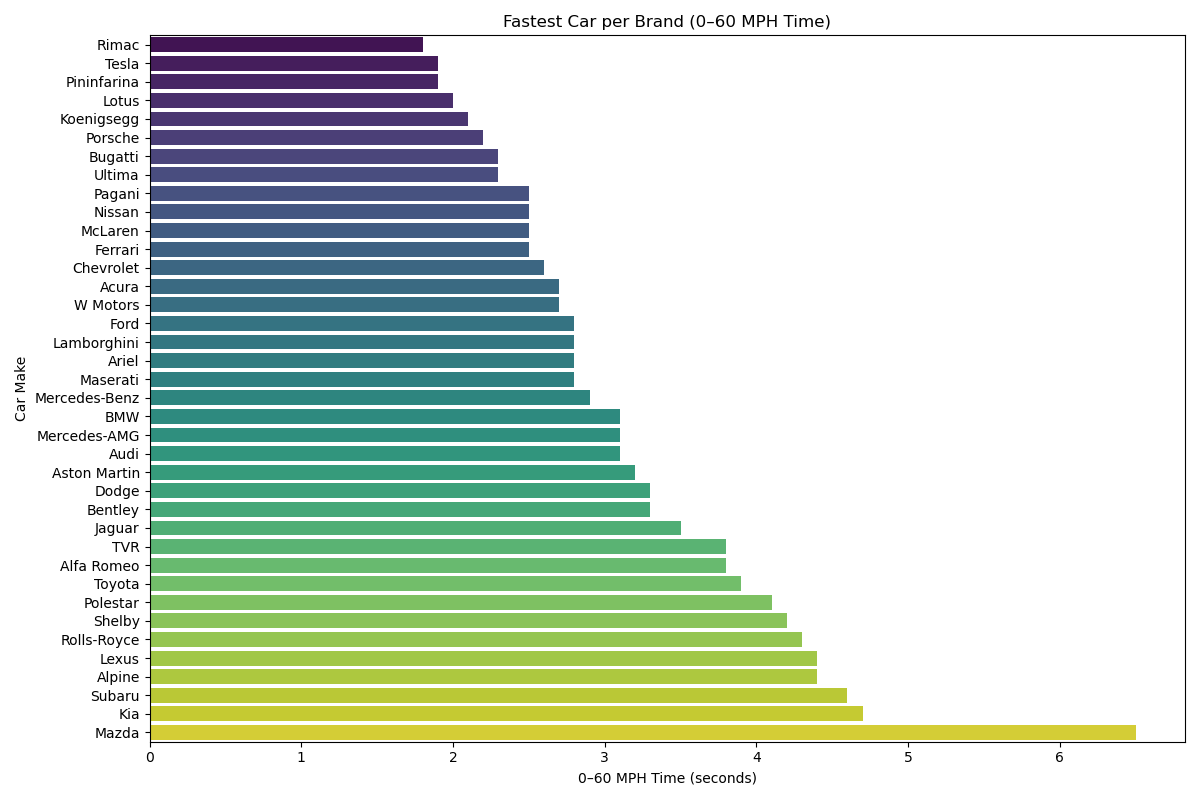 Fastest Car per Brand (0–60 MPH Time)
Car Make
Rimac
Tesla
Pininfarina
Lotus
Koenigsegg
Porsche
Bugatti
Ultima
Pagani
Nissan
McLaren
Ferrari
Chevrolet
Acura
W Motors
Ford
Lamborghini
Ariel
Maserati
Mercedes-Benz
BMW
Mercedes-AMG
Audi
Aston Martin
Dodge
Bentley
Jaguar
TVR
Alfa Romeo
Toyota
Polestar
Shelby
Rolls-Royce
Lexus
Alpine
Subaru
Kia
Mazda
0 1 2 3 4 5 6
0–60 MPH Time (seconds)